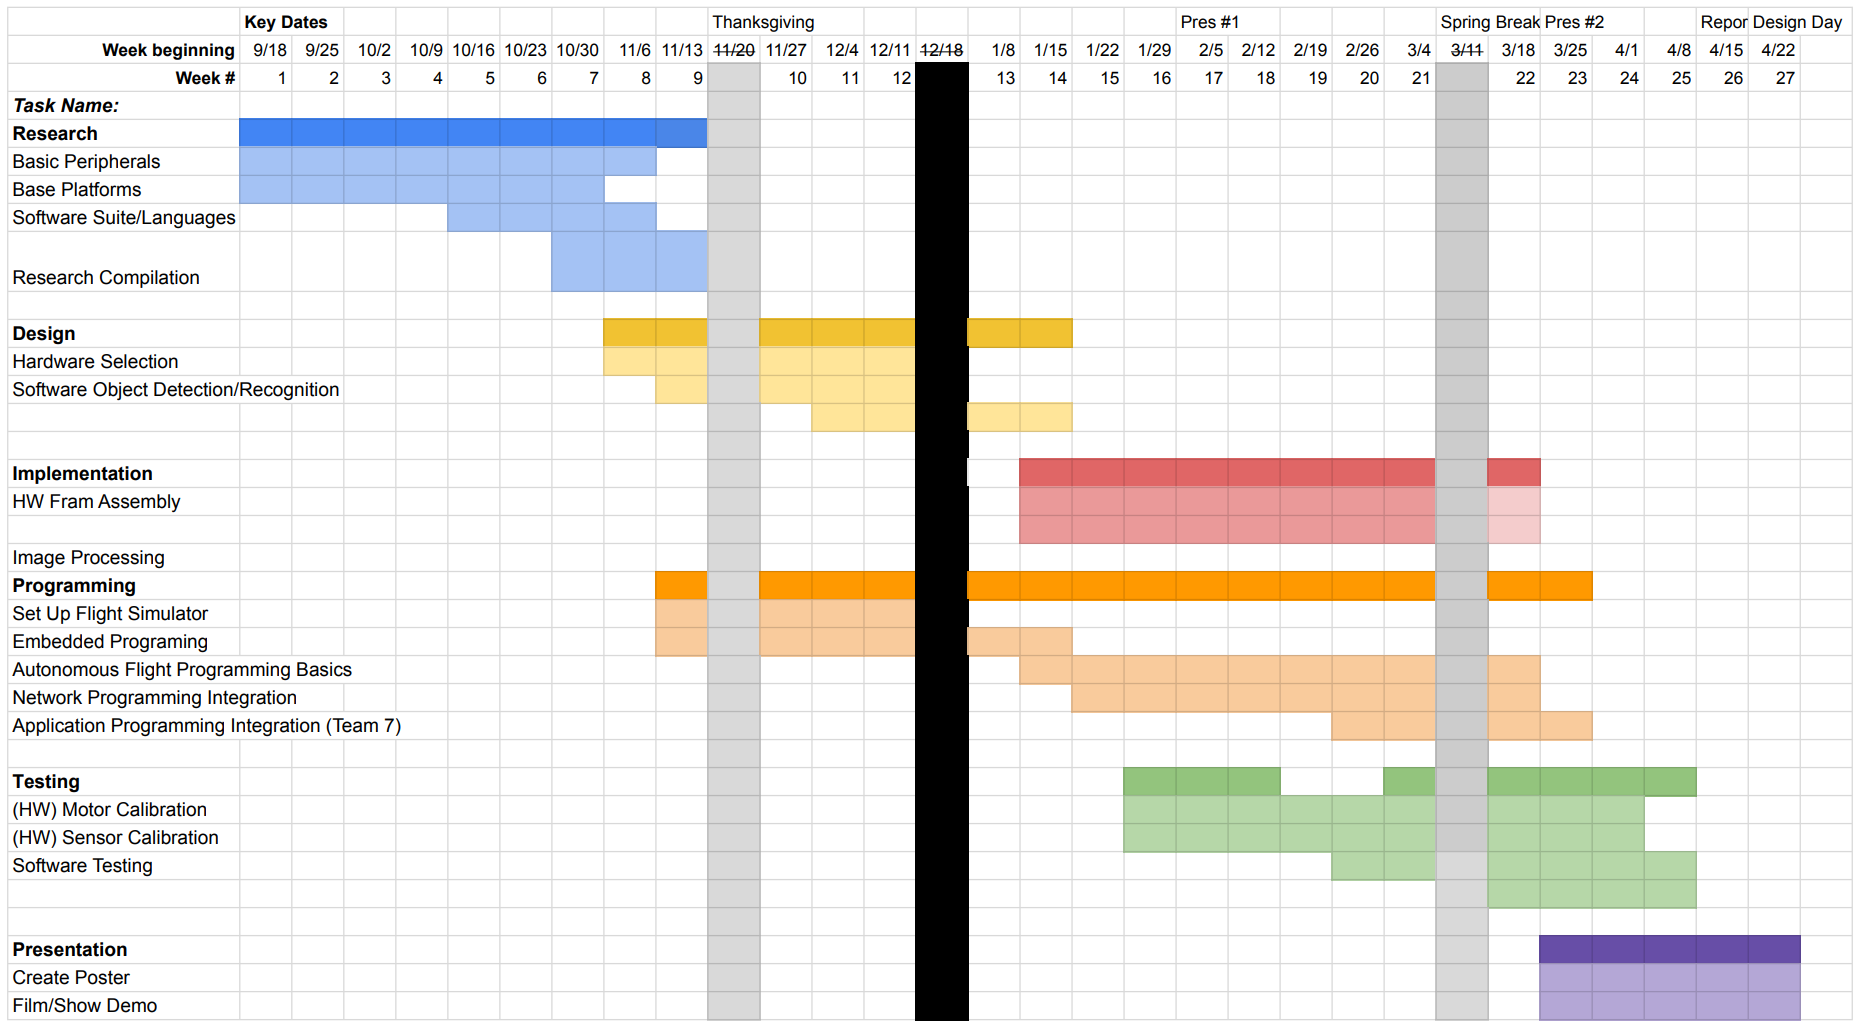 Key Dates Thanksgiving Pres #1 Spring Break Pres #2 Repor Design Day
Week beginning 9/18 9/25 10/2 10/9 10/16 10/23 10/30 11/6 11/13 11/20 11/27 12/4 12/11 12/18 1/8 1/15 1/22 1/29 2/5 2/12 2/19 2/26 3/4 3/11 3/18 3/25 4/1 4/8 4/15 4/22
Week # 1 2 3 4 5 6 7 8 9 10 11 12 13 14 15 16 17 18 19 20 21 22 23 24 25 26 27
Task Name:
Research
Basic Peripherals
Base Platforms
Software Suite/Languages
Research Compilation
Design
Hardware Selection
Software Object Detection/Recognition
Implementation
HW Fram Assembly
Image Processing
Programming
Set Up Flight Simulator
Embedded Programing
Autonomous Flight Programming Basics
Network Programming Integration
Application Programming Integration (Team 7)
Testing
(HW) Motor Calibration
(HW) Sensor Calibration
Software Testing
Presentation
Create Poster
Film/Show Demo